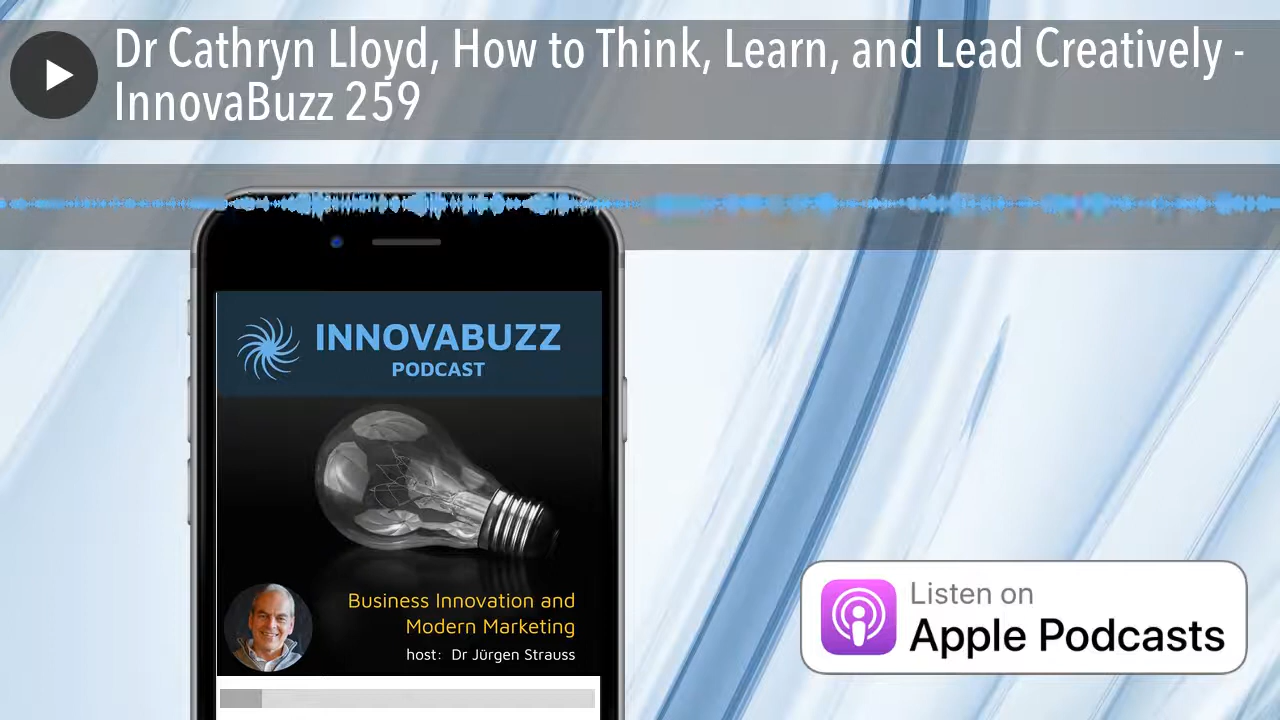 Dr Cathryn Lloyd, How to Think, Learn, and Lead Creatively -
InnovaBuzz 259
INNOVABUZZ
PODCAST
Business Innovation and
Modern Marketing
host: Dr Jürgen Strauss
Listen on
Apple Podcasts